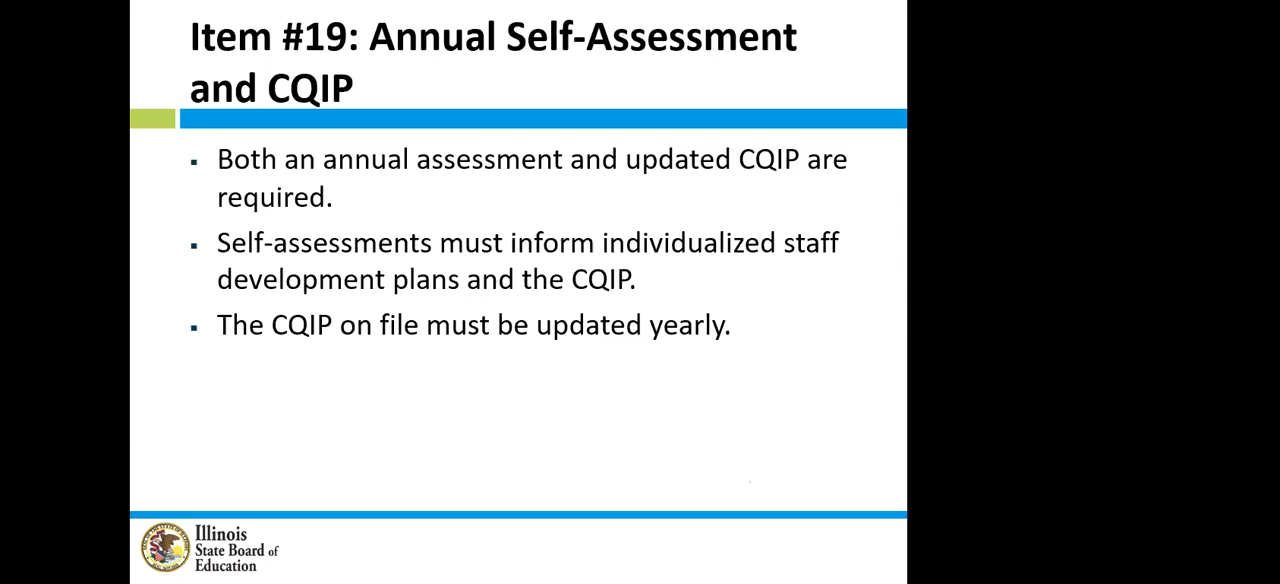 Item #19: Annual Self-Assessment
and CQIP
▪ Both an annual assessment and updated CQIP are
required.
▪ Self-assessments must inform individualized staff
development plans and the CQIP.
▪ The CQIP on file must be updated yearly.
Illinois
State Board of
Education